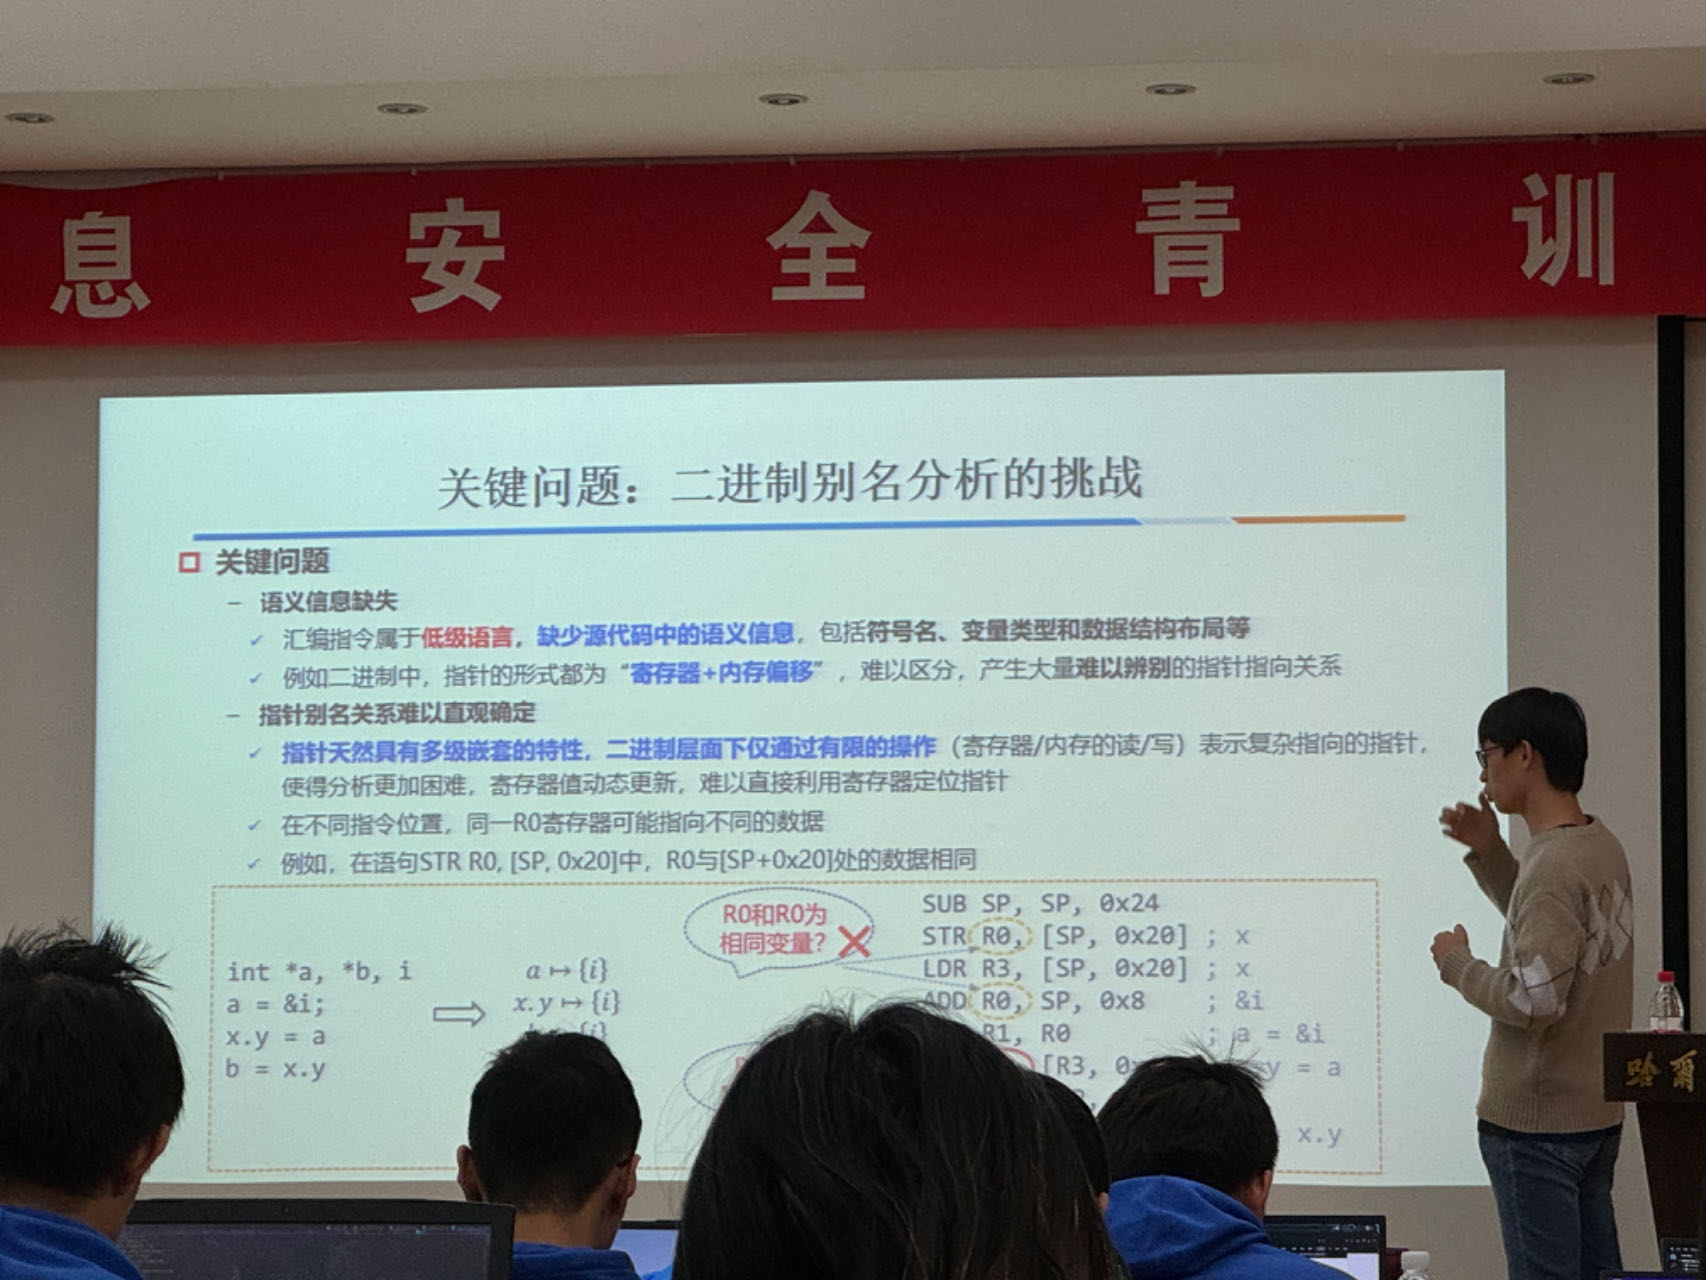 息安全青训
关键问题：二进制别名分析的挑战
关键问题
– 语义信息缺失
✓ 汇编指令属于低级语言，缺少源代码中的语义信息，包括符号名、变量类型和数据结构布局等
✓ 例如二进制中，指针的形式都为“寄存器+内存偏移”，难以区分，产生大量难以辨别的指针指向关系
– 指针别名关系难以直观确定
✓ 指针天然具有多级嵌套的特性，二进制层面下仅通过有限的操作（寄存器/内存的读/写）表示复杂指向的指针，
使得分析更加困难，寄存器值动态更新，难以直接利用寄存器定位指针
✓ 在不同指令位置，同一R0寄存器可能指向不同的数据
✓ 例如，在语句STR R0, [SP, 0x20]中，R0与[SP+0x20]处的数据相同
int *a, *b, i
a = &i;
x.y = a
b = x.y
a ↦ {i}
x.y ↦ {i}
R0和R0为
相同变量？
SUB SP, SP, 0x24
STR R0, [SP, 0x20] ; x
LDR R3, [SP, 0x20] ; x
ADD R0, SP, 0x8 ; &i
R1, R0 ; a = &i
[R3, y = a
x.y
哈爾